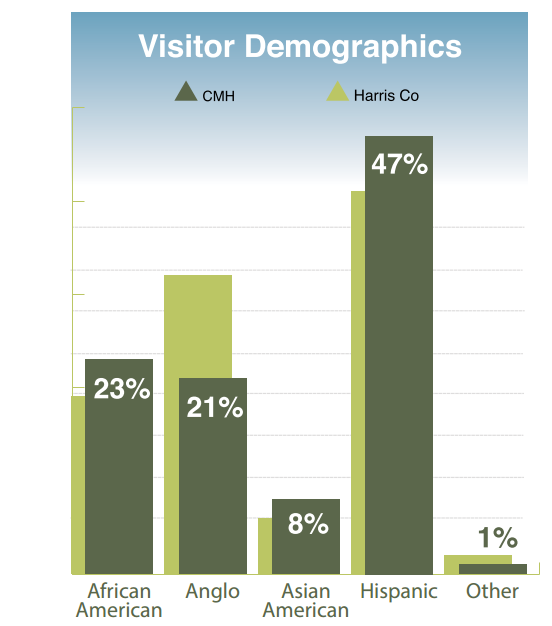 Visitor Demographics
CMH
Harris Co
47%
23%
21%
8%
1%
African
American
Anglo
Asian
American
Hispanic
Other